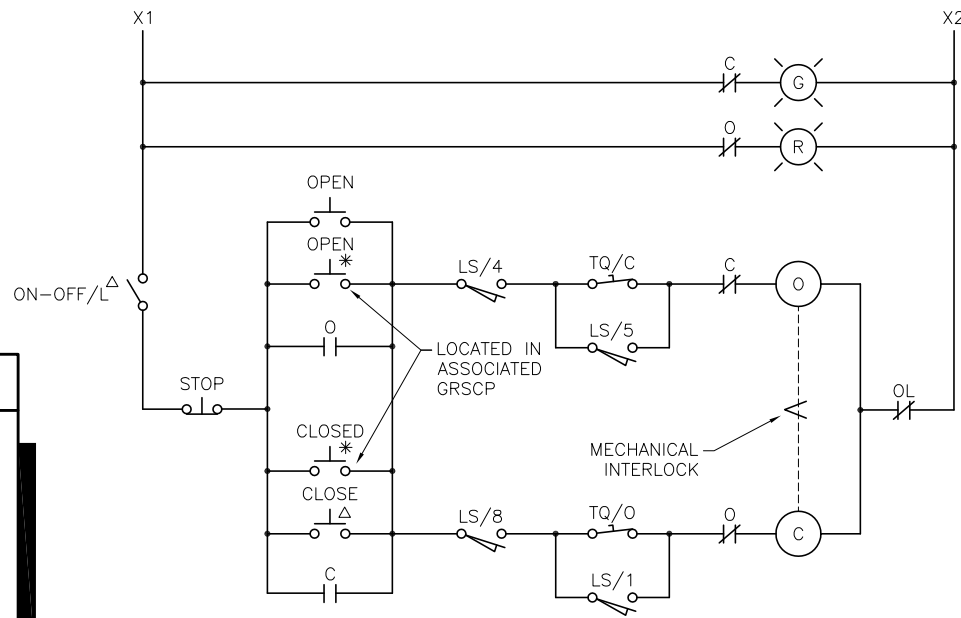 X1
X2
C
G
O
R
OPEN
OPEN *
ON-OFF/L △
LS/4
TQ/C
C
O
LS/5
O
LOCATED IN
ASSOCIATED
GRSCP
STOP
OL
CLOSED *
MECHANICAL
INTERLOCK
CLOSE △
LS/8
TQ/O
O
C
C
LS/1